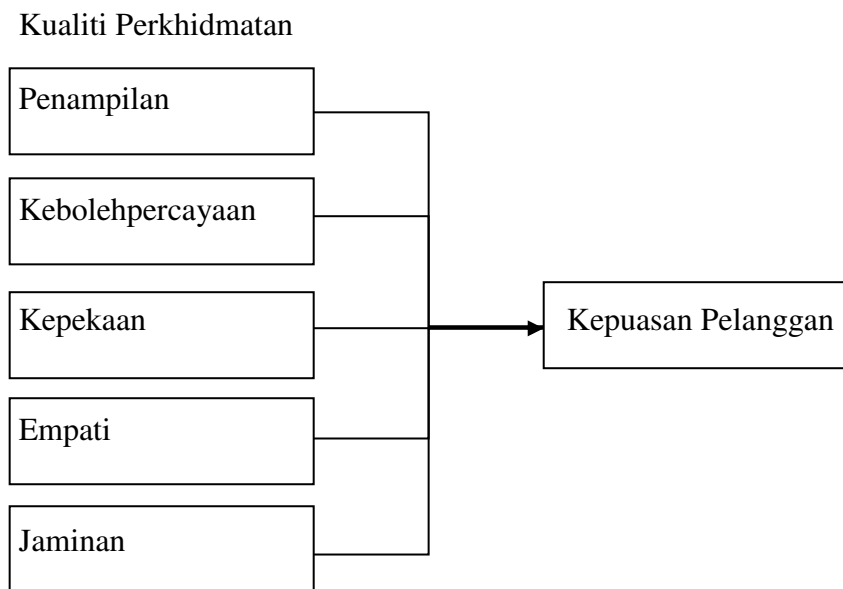 Kualiti Perkhidmatan
Penampilan
Kebolehpercayaan
Kepekaan
Kepuasan Pelanggan
Empati
Jaminan